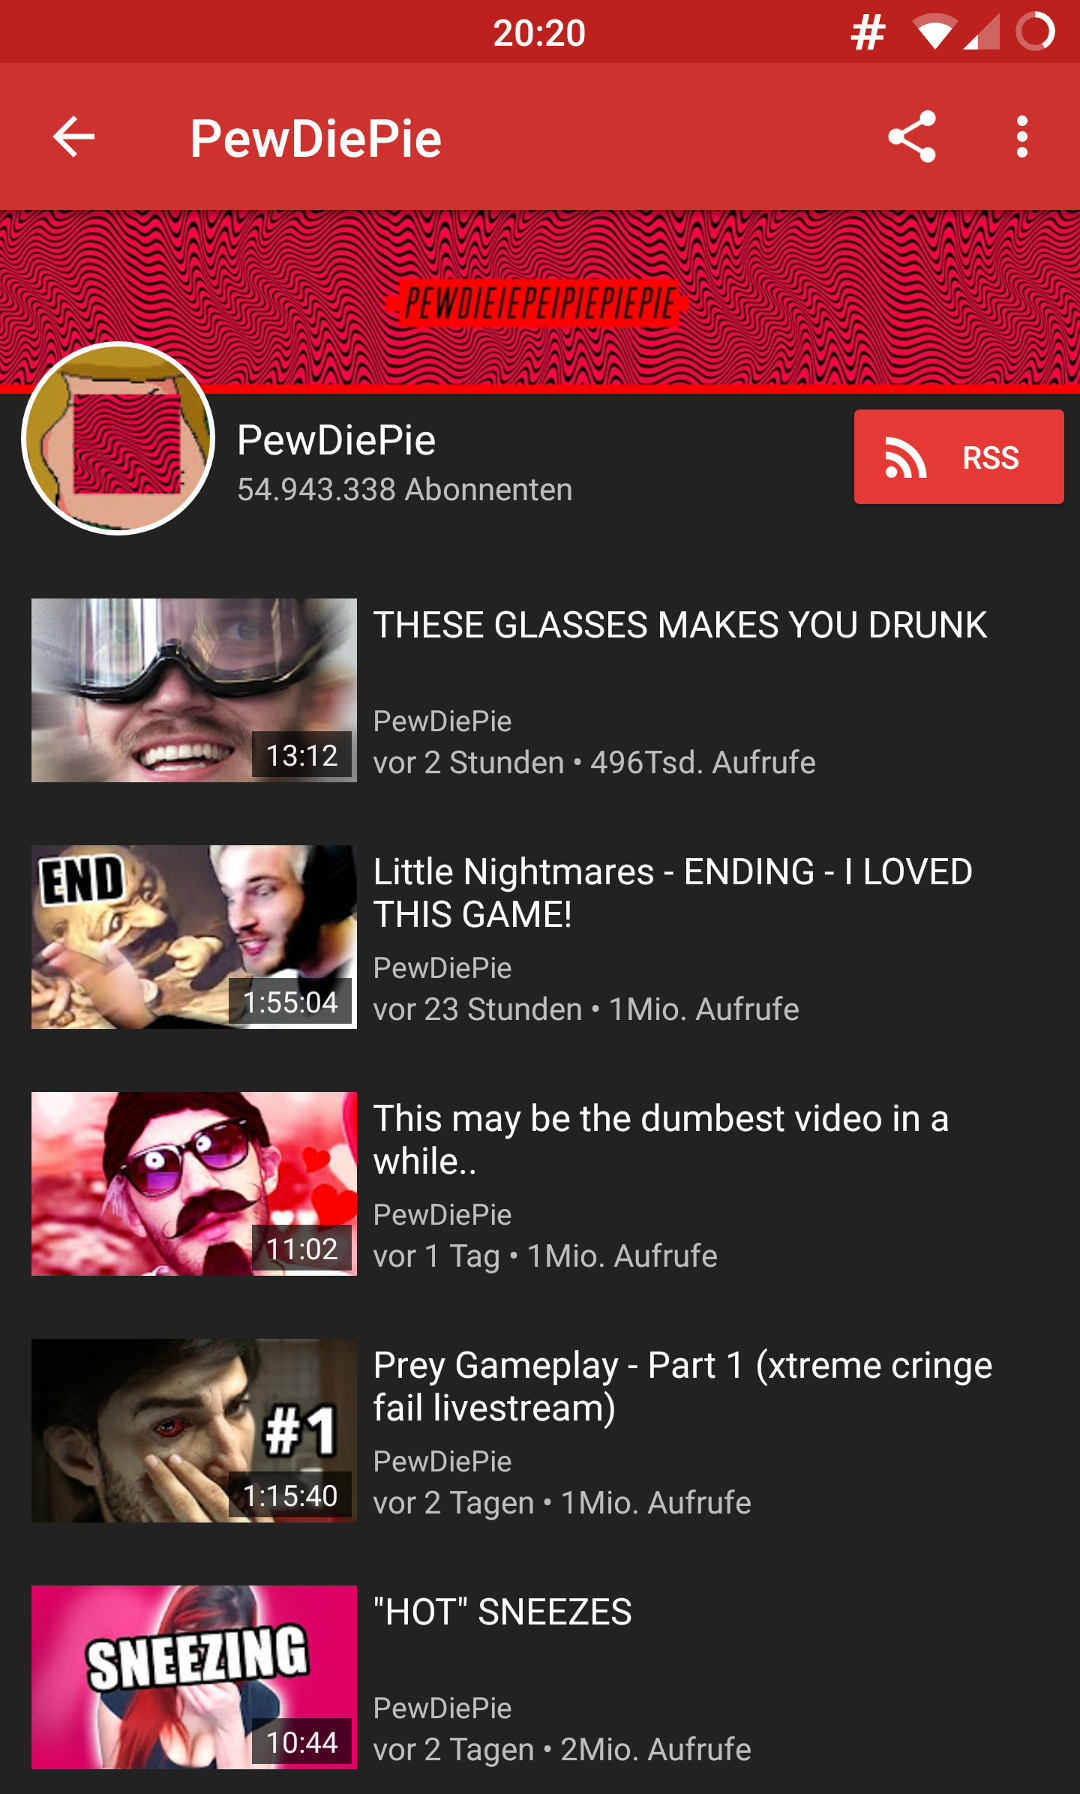 20:20
#
PewDiePie
PEWDIEIEPEIPIEPIEPIE
PewDiePie
54.943.338 Abonnenten
RSS
THESE GLASSES MAKES YOU DRUNK
PewDiePie
vor 2 Stunden • 496Tsd. Aufrufe
13:12
END
Little Nightmares - ENDING - I LOVED
THIS GAME!
PewDiePie
vor 23 Stunden • 1Mio. Aufrufe
1:55:04
This may be the dumbest video in a
while..
PewDiePie
vor 1 Tag • 1Mio. Aufrufe
11:02
Prey Gameplay - Part 1 (xtreme cringe
fail livestream)
#1
PewDiePie
vor 2 Tagen • 1Mio. Aufrufe
1:15:40
"HOT" SNEEZES
SNEEZING
PewDiePie
vor 2 Tagen • 2Mio. Aufrufe
10:44